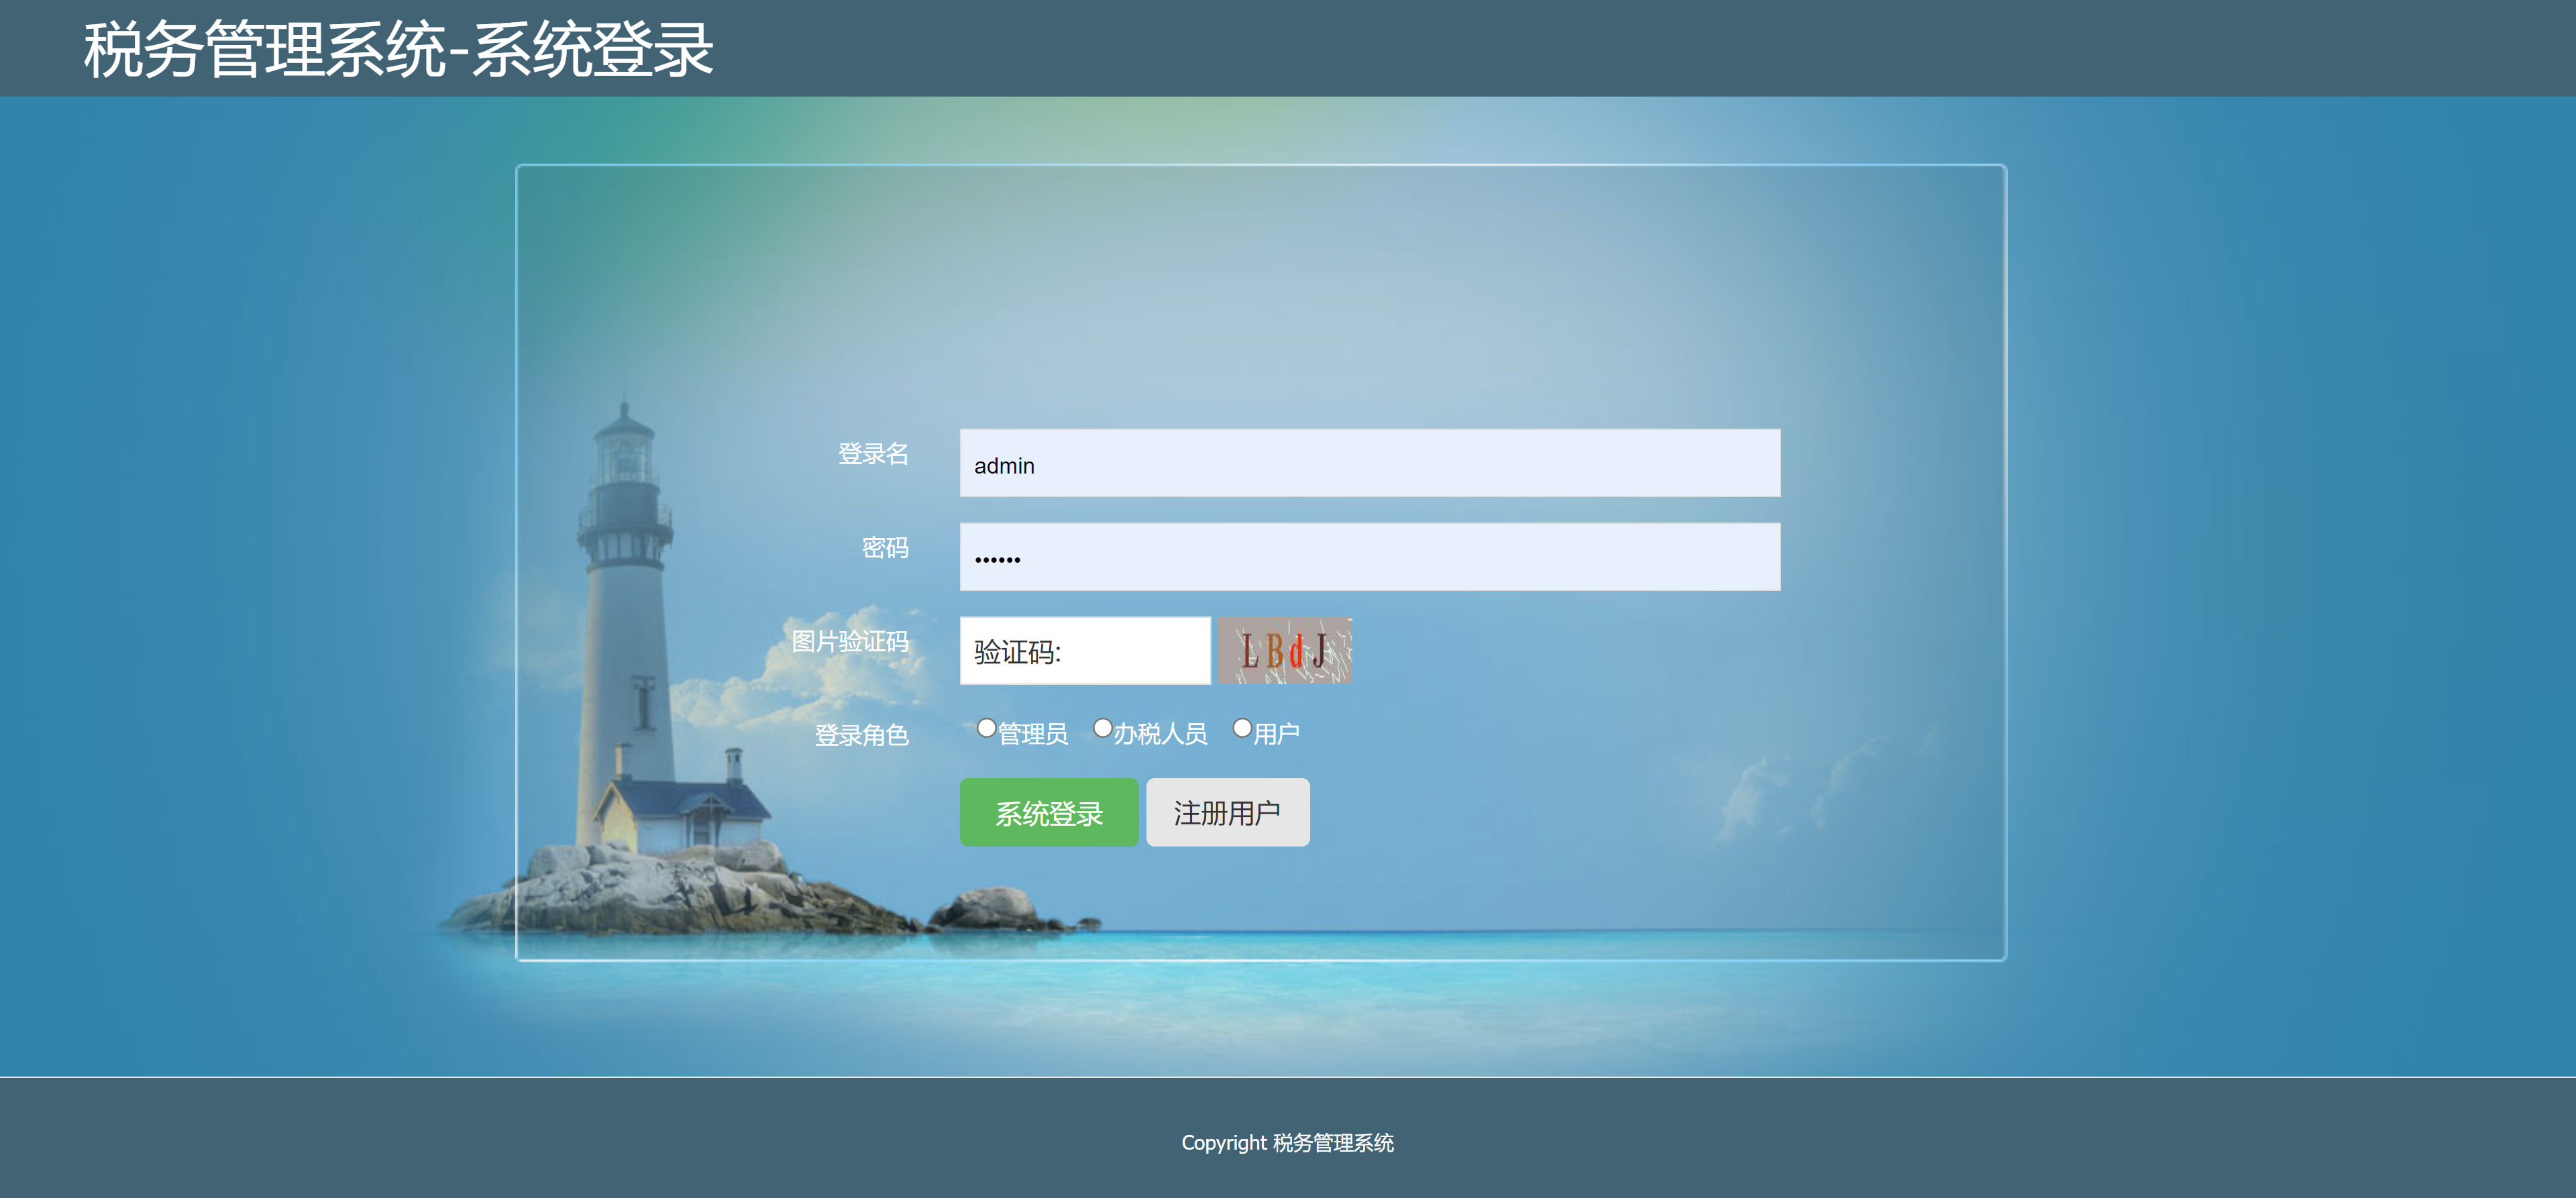 税务管理系统-系统登录
登录名
admin
密码
••••••
图片验证码
验证码:
LBdJ
登录角色
管理员 办税人员 用户
系统登录 注册用户
Copyright 税务管理系统